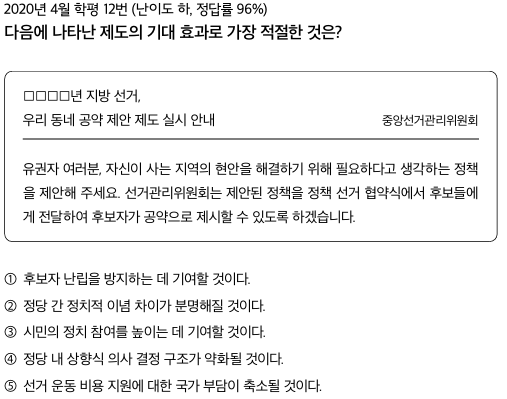 2020년 4월 학평 12번 (난이도 하, 정답률 96%)
다음에 나타난 제도의 기대 효과로 가장 적절한 것은?
□□□□년 지방 선거,
우리 동네 공약 제안 제도 실시 안내 중앙선거관리위원회
유권자 여러분, 자신이 사는 지역의 현안을 해결하기 위해 필요하다고 생각하는 정책
을 제안해 주세요. 선거관리위원회는 제안된 정책을 정책 선거 협약식에서 후보들에
게 전달하여 후보자가 공약으로 제시할 수 있도록 하겠습니다.
① 후보자 난립을 방지하는 데 기여할 것이다.
② 정당 간 정치적 이념 차이가 분명해질 것이다.
③ 시민의 정치 참여를 높이는 데 기여할 것이다.
④ 정당 내 상향식 의사 결정 구조가 약화될 것이다.
⑤ 선거 운동 비용 지원에 대한 국가 부담이 축소될 것이다.